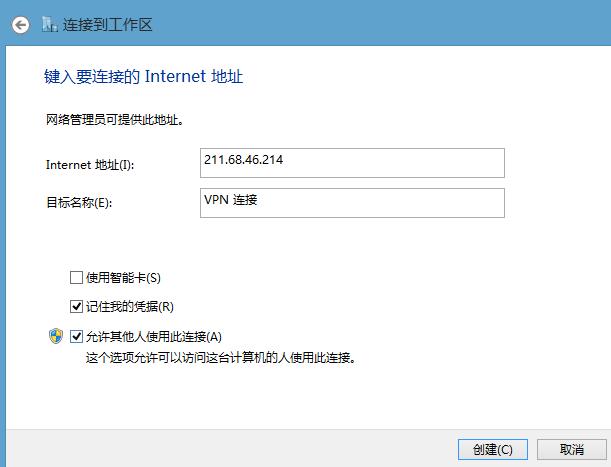 连接到工作区
键入要连接的 Internet 地址
网络管理员可提供此地址。
Internet 地址(I): 211.68.46.214
目标名称(E): VPN 连接
使用智能卡(S)
记住我的凭据(R)
允许其他人使用此连接(A)
这个选项允许可以访问这台计算机的人使用此连接。
创建(C) 取消